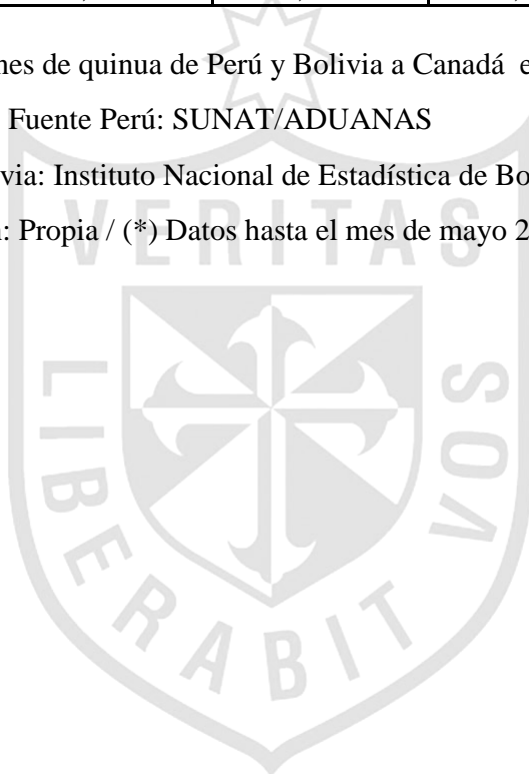 nes de quinua de Perú y Bolivia a Canadá e
Fuente Perú: SUNAT/ADUANAS
via: Instituto Nacional de Estadística de Bo
: Propia / (*) Datos hasta el mes de mayo 2
VERITAS
LIBERABIT VOS